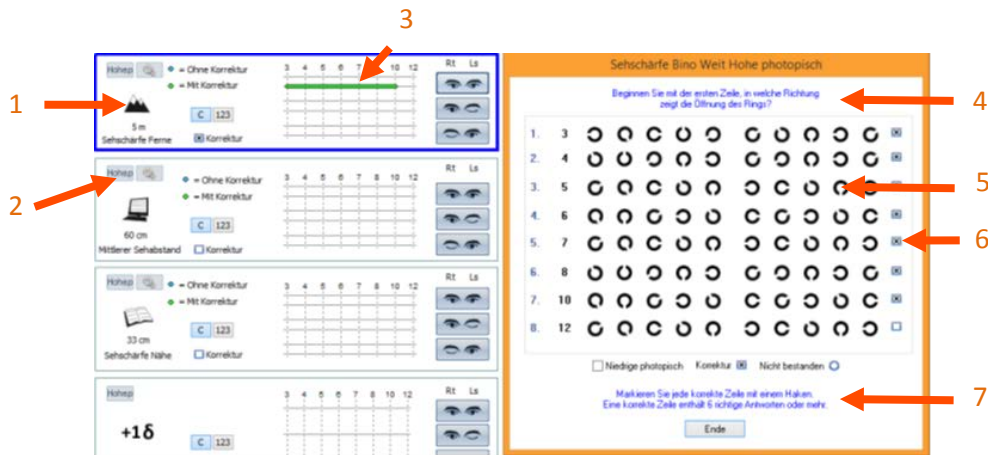 3
Hohep
= Ohne Korrektur
= Mit Korrektur
3 4 5 6 7 8 10 12
Rt Ls
1
C 123
5 m
Sehschärfe Ferne
Korrektur
Hohep
= Ohne Korrektur
= Mit Korrektur
3 4 5 6 7 8 10 12
Rt Ls
2
C 123
60 cm
Mittlerer Sehabstand
Korrektur
Hohep
= Ohne Korrektur
= Mit Korrektur
3 4 5 6 7 8 10 12
Rt Ls
C 123
33 cm
Sehschärfe Nähe
Korrektur
Hohep
3 4 5 6 7 8 10 12
Rt Ls
+1δ
C 123
Sehschärfe Bino Weit Hohe photopisch
Beginnen Sie mit der ersten Zeile, in welche Richtung
zeigt die Öffnung des Rings?
4
1. 3
2. 4
3. 5
5
4. 6
5. 7
6
6. 8
7. 10
8. 12
Niedrige photopisch Korrektur Nicht bestanden
Markieren Sie jede korrekte Zeile mit einem Haken.
Eine korrekte Zeile enthält 6 richtige Antworten oder mehr.
7
Ende